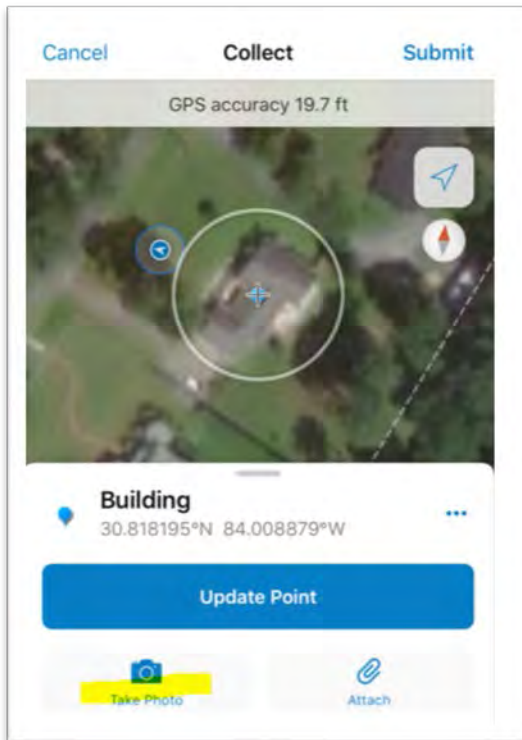 Cancel Collect Submit
GPS accuracy 19.7 ft
Building
30.818195°N 84.008879°W
Update Point
Take Photo Attach